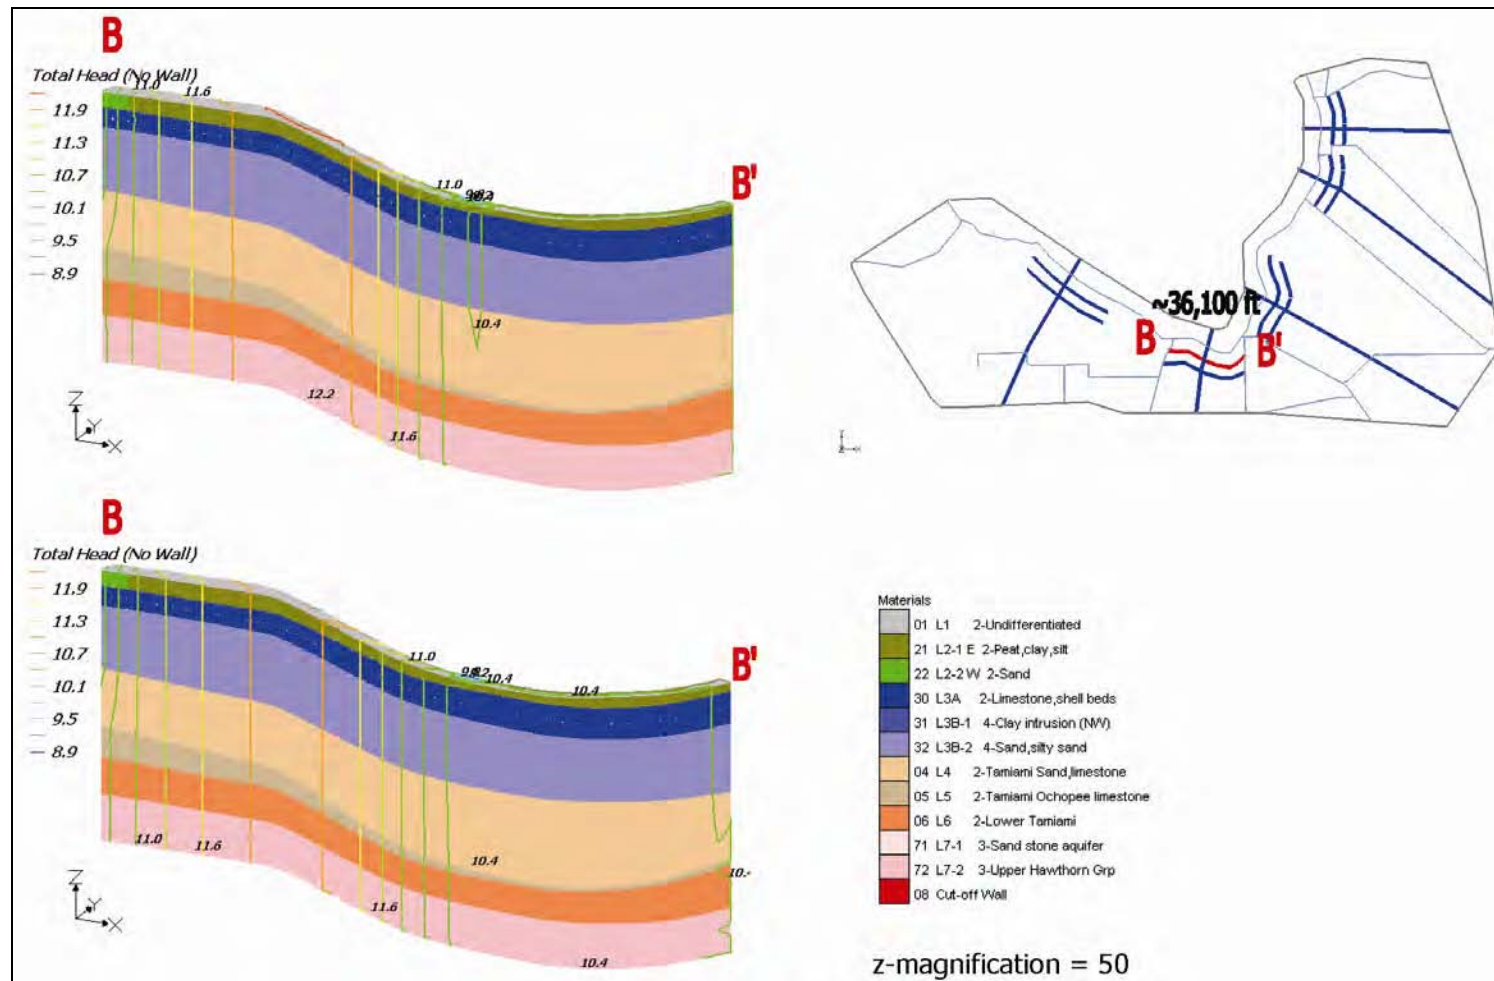 B
Total Head (No Wall)
11.9
11.3
10.7
10.1
9.5
8.9
11.0
11.6
11.0
10.4
10.4
12.2
11.6
B'
Z
Y
X
~36,100 ft
B
B'
B
Total Head (No Wall)
11.9
11.3
10.7
10.1
9.5
8.9
11.0
10.4
10.4
B'
11.0
11.6
10.4
11.6
10.4
Z
Y
X
Materials
01 L1 2-Undifferentiated
21 L2-1 E 2-Peat,clay,silt
22 L2-2 W 2-Sand
30 L3A 2-Limestone,shell beds
31 L3B-1 4-Clay intrusion (NW)
32 L3B-2 4-Sand,silty sand
04 L4 2-Tamiami Sand,limestone
05 L5 2-Tamiami Ochopee limestone
06 L6 2-Lower Tamiami
71 L7-1 3-Sand stone aquifer
72 L7-2 3-Upper Hawthorn Grp
08 Cut-off Wall
z-magnification = 50